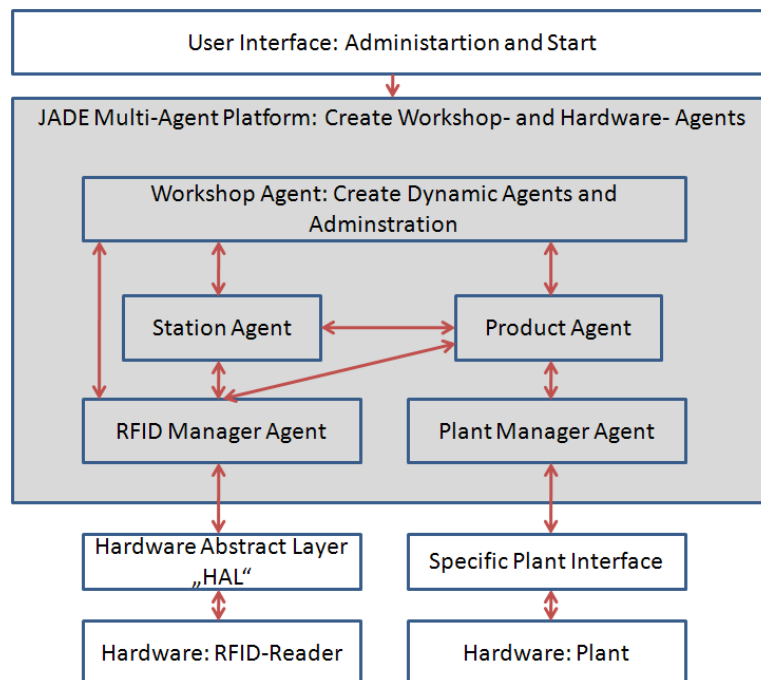 User Interface: Administartion and Start
JADE Multi-Agent Platform: Create Workshop- and Hardware- Agents
Workshop Agent: Create Dynamic Agents and
Adminstration
Station Agent
Product Agent
RFID Manager Agent
Plant Manager Agent
Hardware Abstract Layer
„HAL“
Specific Plant Interface
Hardware: RFID-Reader
Hardware: Plant